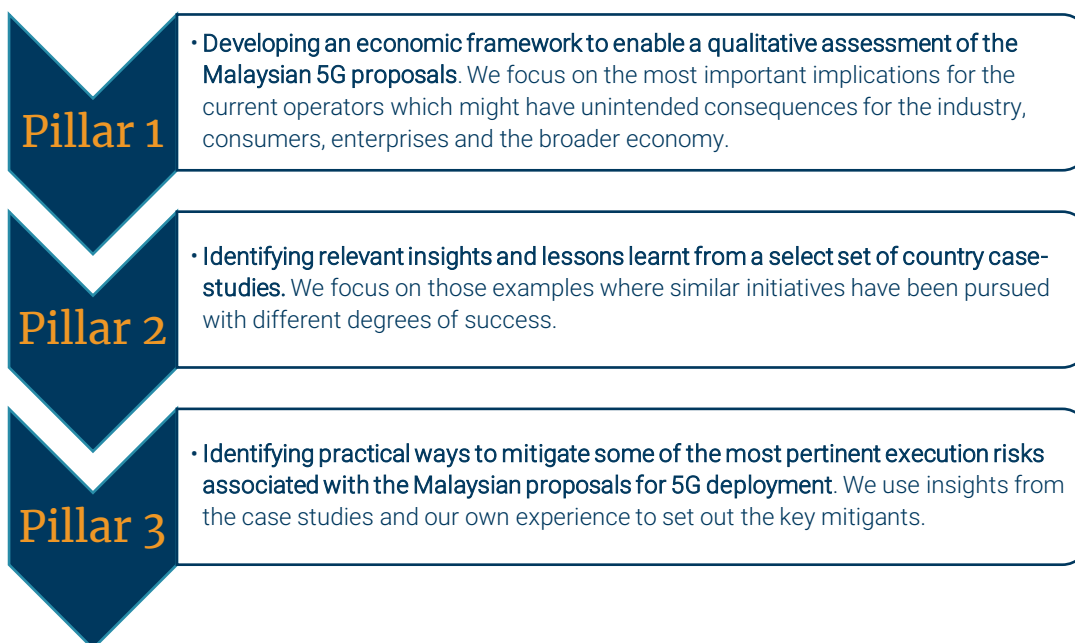 Pillar 1
· Developing an economic framework to enable a qualitative assessment of the
Malaysian 5G proposals. We focus on the most important implications for the
current operators which might have unintended consequences for the industry,
consumers, enterprises and the broader economy.
Pillar 2
· Identifying relevant insights and lessons learnt from a select set of country case-
studies. We focus on those examples where similar initiatives have been pursued
with different degrees of success.
Pillar 3
· Identifying practical ways to mitigate some of the most pertinent execution risks
associated with the Malaysian proposals for 5G deployment. We use insights from
the case studies and our own experience to set out the key mitigants.